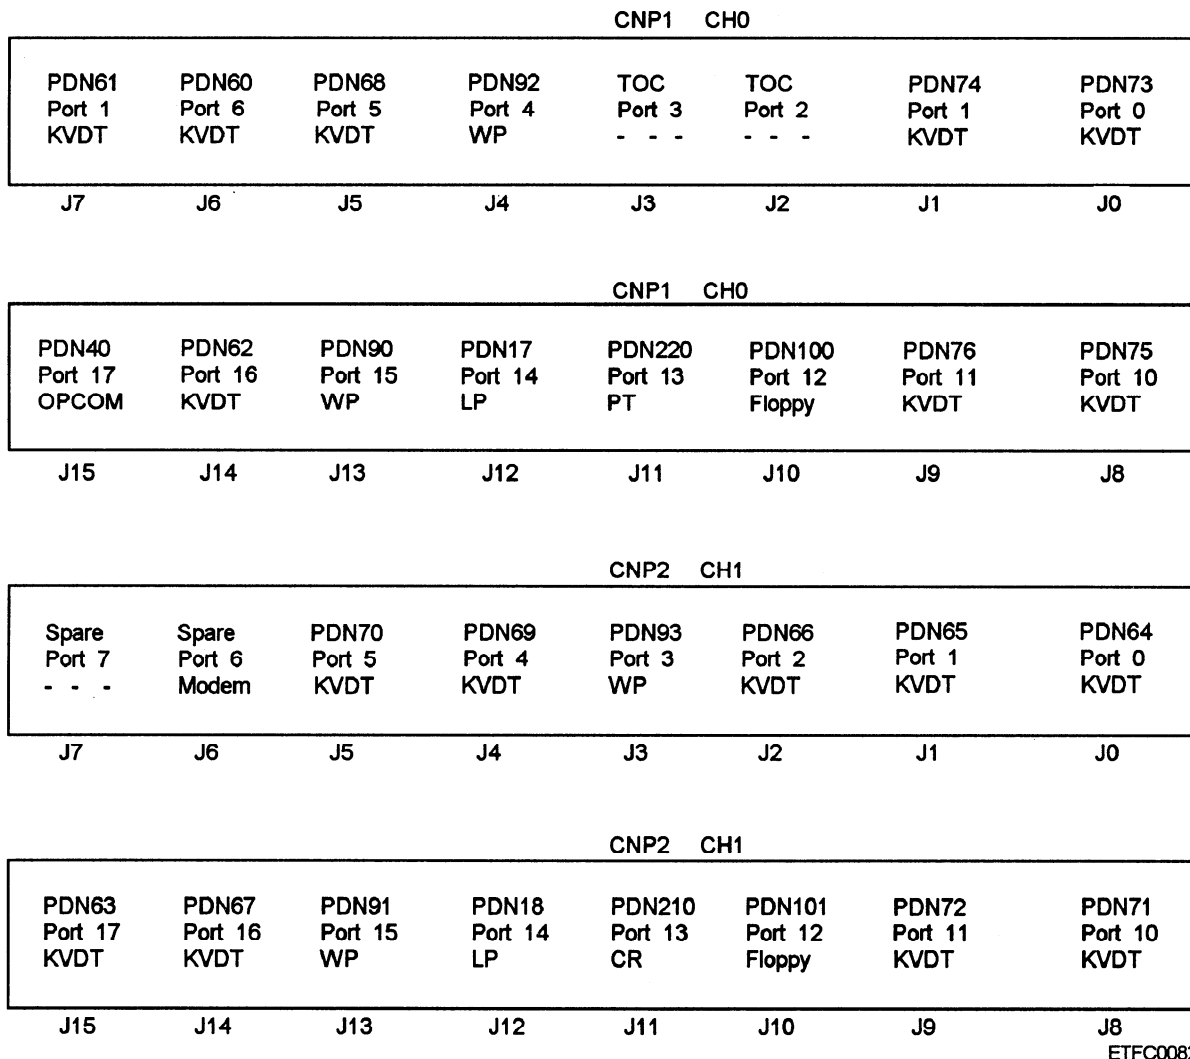 CNP1 CH0
PDN61 PDN60 PDN68 PDN92 TOC TOC PDN74 PDN73
Port 1 Port 6 Port 5 Port 4 Port 3 Port 2 Port 1 Port 0
KVDT KVDT KVDT WP - - - - - - KVDT KVDT
J7 J6 J5 J4 J3 J2 J1 J0
CNP1 CH0
PDN40 PDN62 PDN90 PDN17 PDN220 PDN100 PDN76 PDN75
Port 17 Port 16 Port 15 Port 14 Port 13 Port 12 Port 11 Port 10
OPCOM KVDT WP LP PT Floppy KVDT KVDT
J15 J14 J13 J12 J11 J10 J9 J8
CNP2 CH1
Spare Spare PDN70 PDN69 PDN93 PDN66 PDN65 PDN64
Port 7 Port 6 Port 5 Port 4 Port 3 Port 2 Port 1 Port 0
- - - Modem KVDT KVDT WP KVDT KVDT KVDT
J7 J6 J5 J4 J3 J2 J1 J0
CNP2 CH1
PDN63 PDN67 PDN91 PDN18 PDN210 PDN101 PDN72 PDN71
Port 17 Port 16 Port 15 Port 14 Port 13 Port 12 Port 11 Port 10
KVDT KVDT WP LP CR Floppy KVDT KVDT
J15 J14 J13 J12 J11 J10 J9 J8